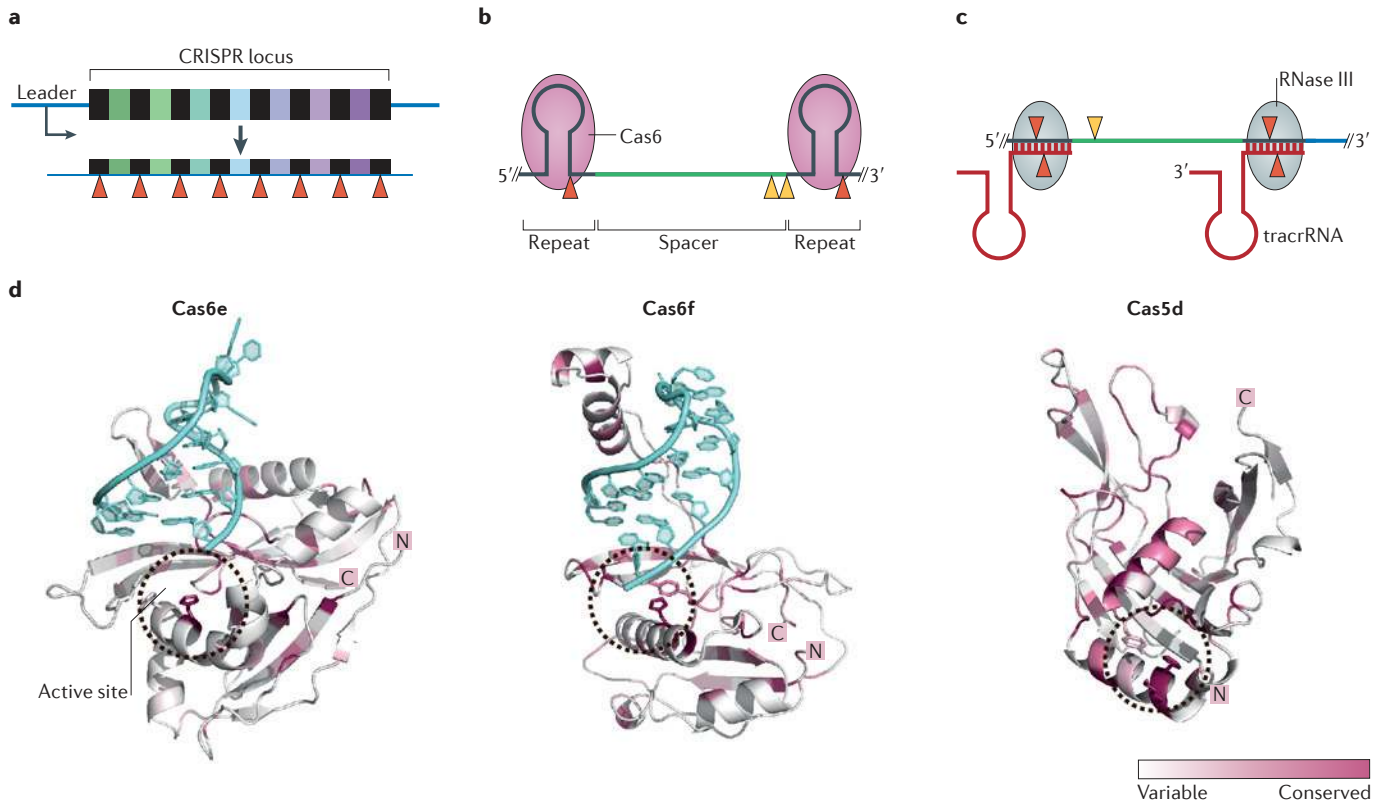 a
CRISPR locus
Leader
b
Cas6
5′//
//3′
Repeat
Spacer
Repeat
c
RNase III
5′//
//3′
3′
tracrRNA
d
Cas6e
N
C
Active site
Cas6f
C
N
Cas5d
C
N
Variable
Conserved